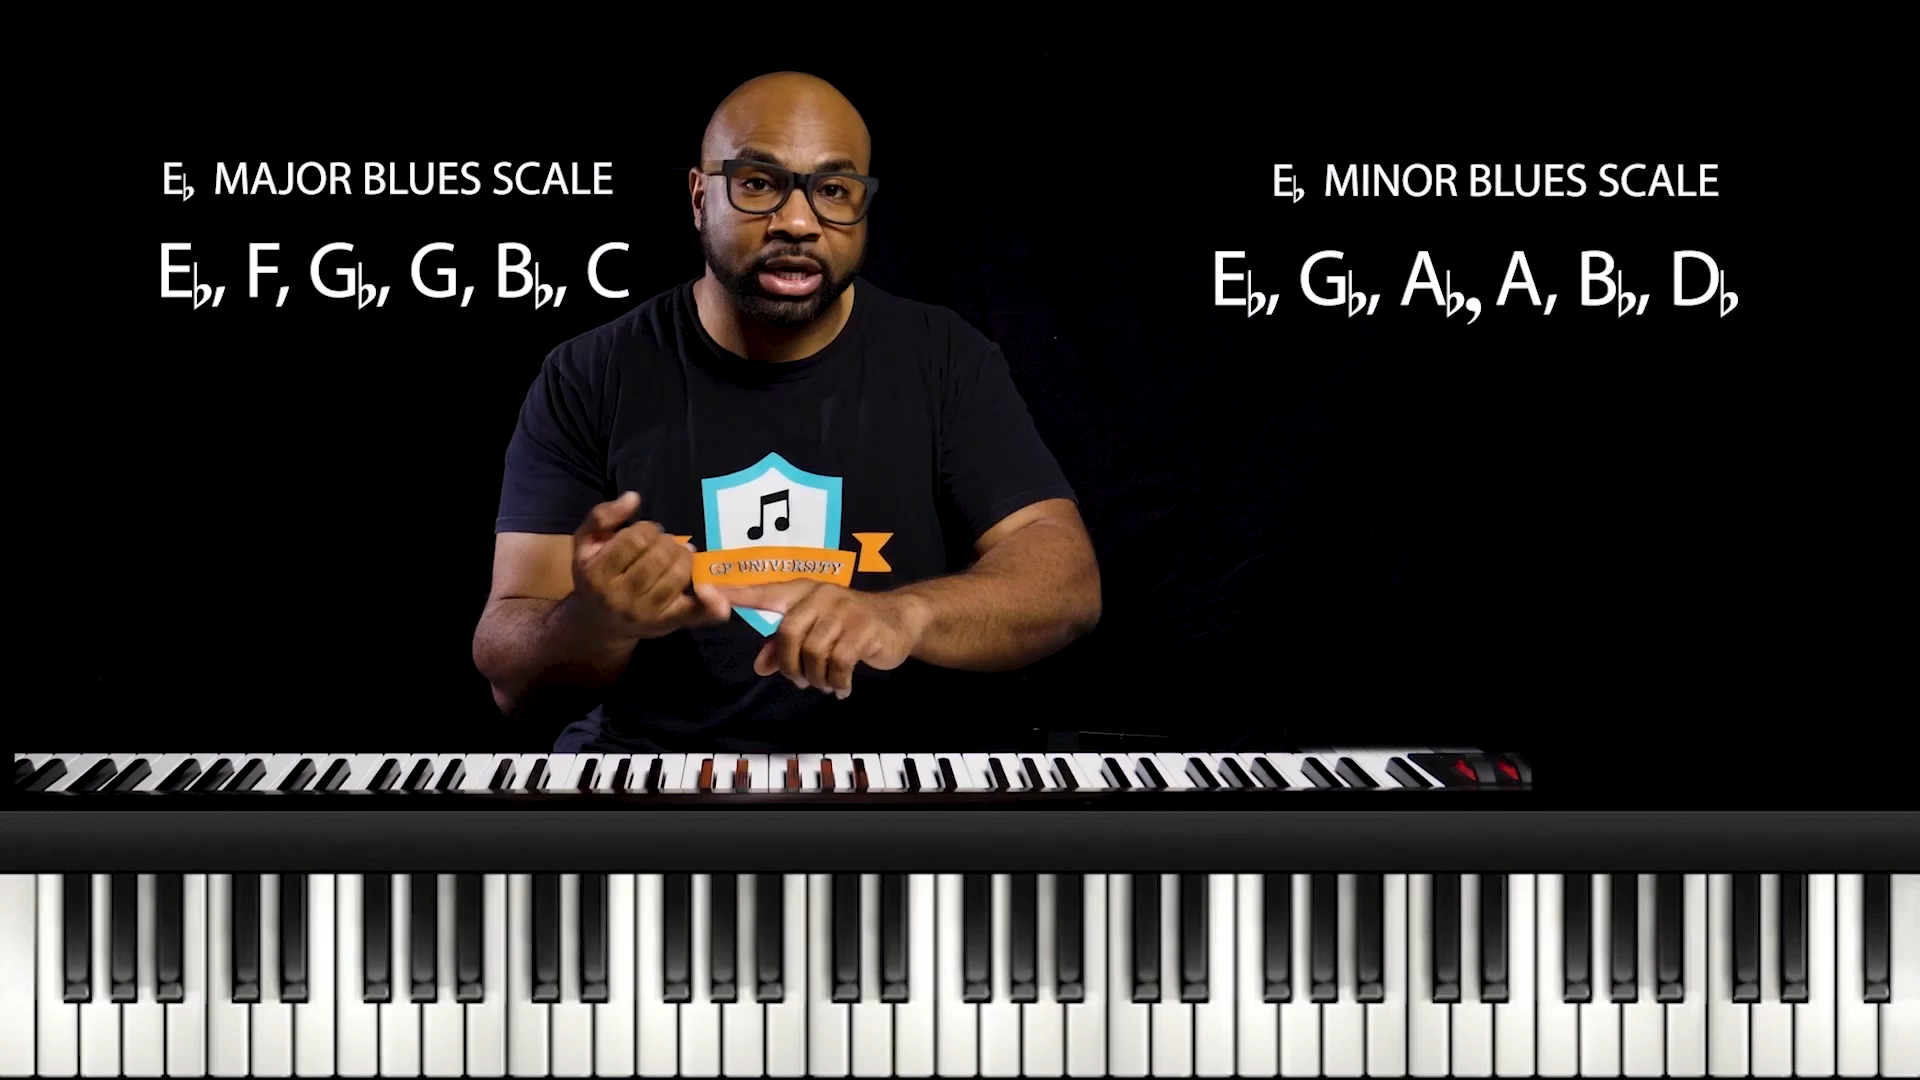 E♭ MAJOR BLUES SCALE
E♭, F, G♭, G, B♭, C
E♭ MINOR BLUES SCALE
E♭, G♭, A♭, A, B♭, D♭
GP UNIVERSITY